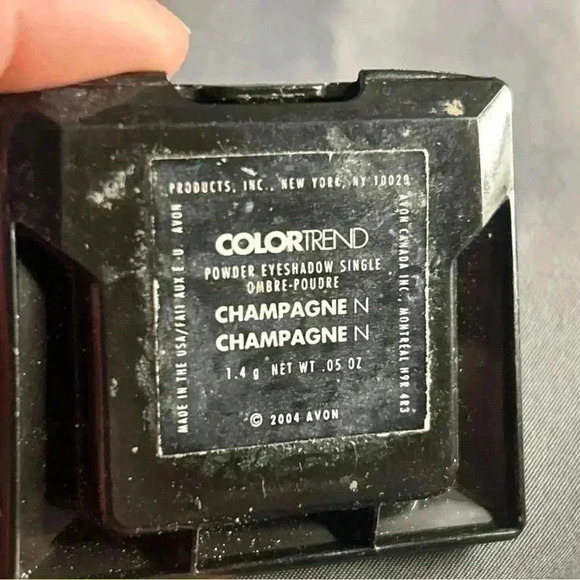 PRODUCTS, INC., NEW YORK, NY 10020
COLORTREND
POWDER EYESHADOW SINGLE
OMBRE-POUDRE
CHAMPAGNE N
CHAMPAGNE N
1.4 g NET WT .05 OZ
© 2004 AVON
MADE IN THE USA/FAIT AUX É.-U. AVON
AVON CANADA INC., MONTRÉAL H9R 4R3